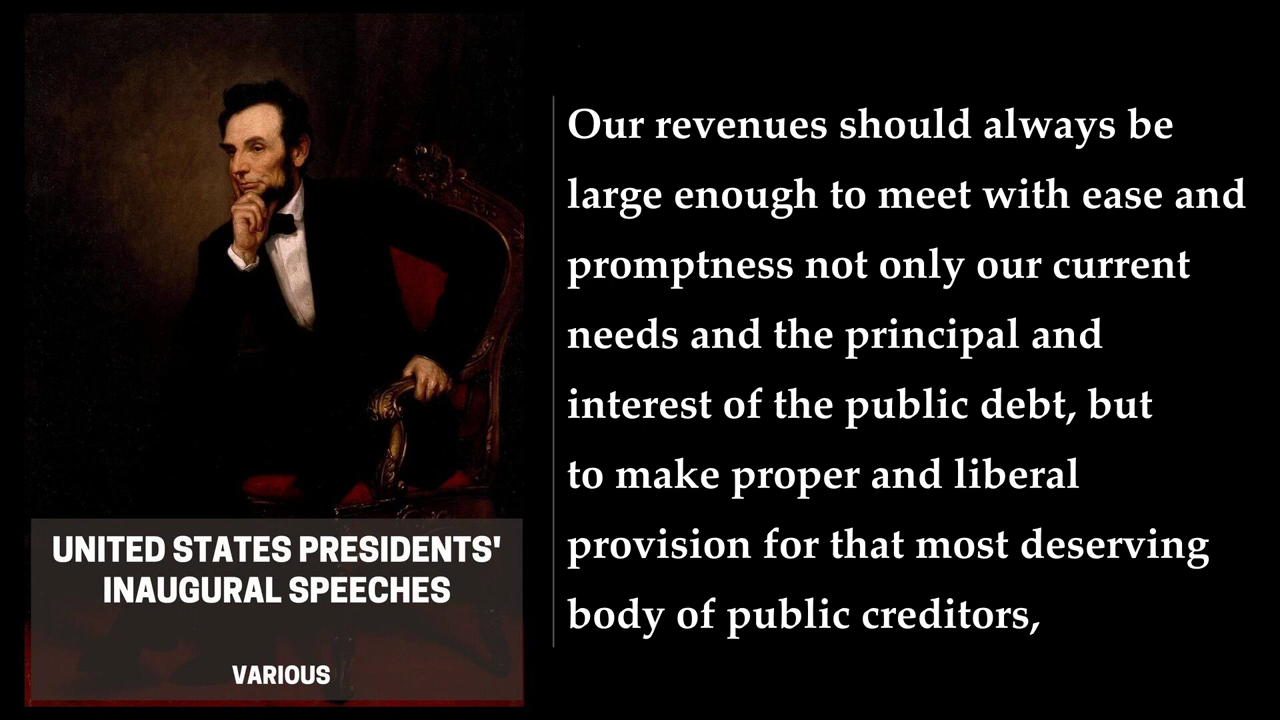 UNITED STATES PRESIDENTS'
INAUGURAL SPEECHES
VARIOUS
Our revenues should always be
large enough to meet with ease and
promptness not only our current
needs and the principal and
interest of the public debt, but
to make proper and liberal
provision for that most deserving
body of public creditors,